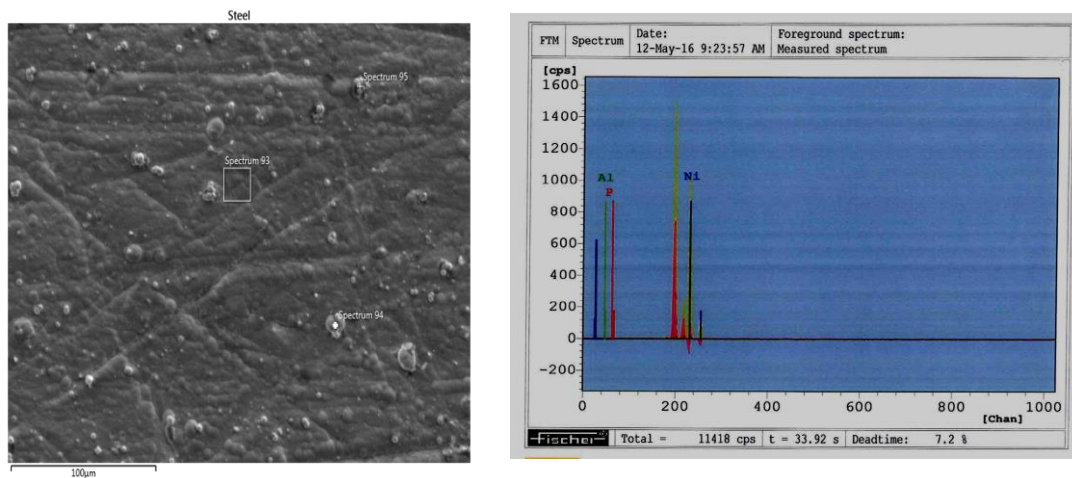 Steel
Spectrum 95
Spectrum 93
Spectrum 94
100µm
FTM Spectrum Date: Foreground spectrum:
12-May-16 9:23:57 AM Measured spectrum
[cps]
1600
1400
1200
1000
800
600
400
200
0
-200
Al
P
Ni
0 200 400 600 800 1000
[Chan]
Fischer Total = 11418 cps t = 33.92 s Deadtime: 7.2 %